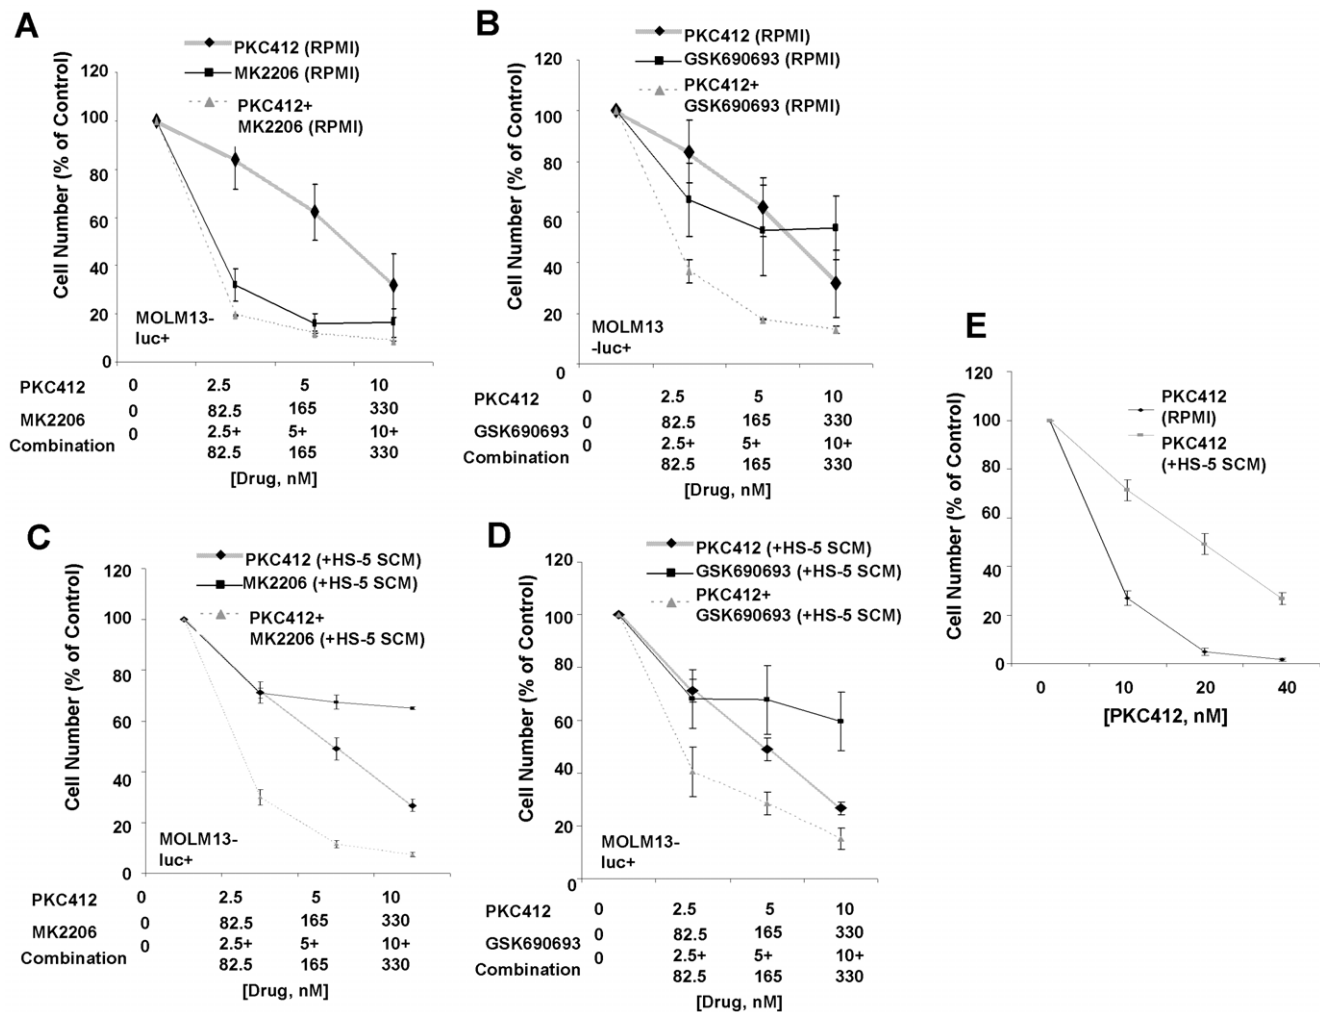 A
PKC412 (RPMI)
MK2206 (RPMI)
PKC412+
MK2206 (RPMI)
Cell Number (% of Control)
120
100
80
60
40
20
0
MOLM13-
luc+
PKC412 0 2.5 5 10
MK2206 0 82.5 165 330
Combination 0 2.5+ 5+ 10+
82.5 165 330
[Drug, nM]
B
PKC412 (RPMI)
GSK690693 (RPMI)
PKC412+
GSK690693 (RPMI)
Cell Number (% of Control)
120
100
80
60
40
20
0
MOLM13
-luc+
PKC412 0 2.5 5 10
GSK690693 0 82.5 165 330
Combination 0 2.5+ 5+ 10+
82.5 165 330
[Drug, nM]
C
PKC412 (+HS-5 SCM)
MK2206 (+HS-5 SCM)
PKC412+
MK2206 (+HS-5 SCM)
Cell Number (% of Control)
120
100
80
60
40
20
0
MOLM13-
luc+
PKC412 0 2.5 5 10
MK2206 0 82.5 165 330
Combination 0 2.5+ 5+ 10+
82.5 165 330
[Drug, nM]
D
PKC412 (+HS-5 SCM)
GSK690693 (+HS-5 SCM)
PKC412+
GSK690693 (+HS-5 SCM)
Cell Number (% of Control)
120
100
80
60
40
20
0
MOLM13-
luc+
PKC412 0 2.5 5 10
GSK690693 0 82.5 165 330
Combination 0 2.5+ 5+ 10+
82.5 165 330
[Drug, nM]
E
PKC412
(RPMI)
PKC412
(+HS-5 SCM)
Cell Number (% of Control)
120
100
80
60
40
20
0
0 10 20 40
[PKC412, nM]